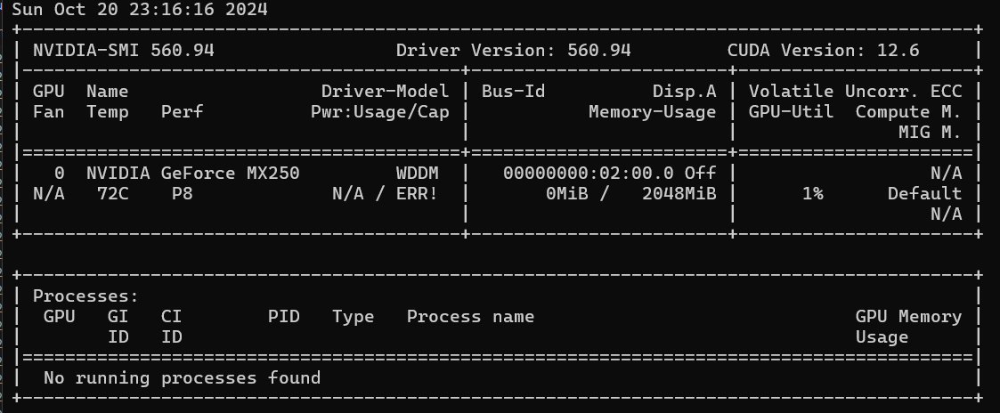 Sun Oct 20 23:16:16 2024
+-----------------------------------------------------------------------------------------+
| NVIDIA-SMI 560.94                 Driver Version: 560.94         CUDA Version: 12.6     |
|-----------------------------------------+------------------------+----------------------+
| GPU  Name                  Driver-Model | Bus-Id          Disp.A | Volatile Uncorr. ECC |
| Fan  Temp   Perf          Pwr:Usage/Cap |           Memory-Usage | GPU-Util  Compute M. |
|                                         |                        |               MIG M. |
|=========================================+========================+======================|
|   0  NVIDIA GeForce MX250         WDDM  |   00000000:02:00.0 Off |                  N/A |
| N/A   72C    P8             N/A / ERR!  |       0MiB /   2048MiB |      1%      Default |
|                                         |                        |                  N/A |
+-----------------------------------------+------------------------+----------------------+

+-----------------------------------------------------------------------------------------+
| Processes:                                                                              |
|  GPU   GI   CI        PID   Type   Process name                              GPU Memory |
|        ID   ID                                                               Usage      |
|=========================================================================================|
|  No running processes found                                                             |
+-----------------------------------------------------------------------------------------+